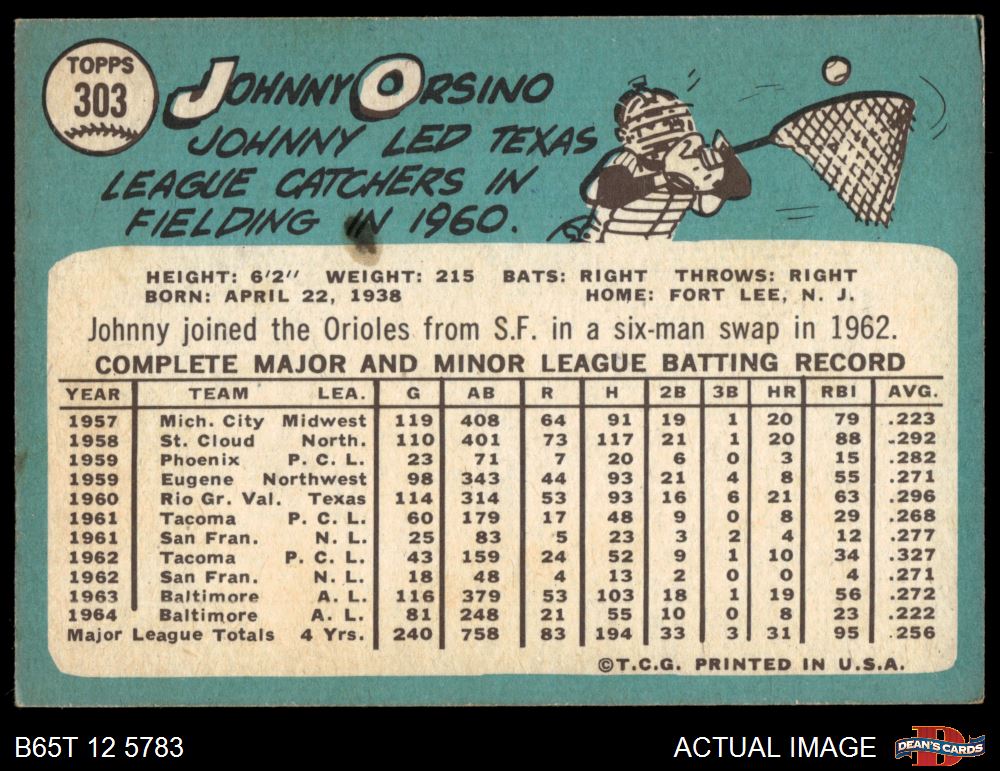 TOPPS
303
JOHNNY ORSINO
JOHNNY LED TEXAS
LEAGUE CATCHERS IN
FIELDING IN 1960.
HEIGHT: 6'2" WEIGHT: 215 BATS: RIGHT THROWS: RIGHT
BORN: APRIL 22, 1938 HOME: FORT LEE, N. J.
Johnny joined the Orioles from S.F. in a six-man swap in 1962.
COMPLETE MAJOR AND MINOR LEAGUE BATTING RECORD
YEAR TEAM LEA. G AB R H 2B 3B HR RBI AVG.
1957 Mich. City Midwest 119 408 64 91 19 1 20 79 .223
1958 St. Cloud North. 110 401 73 117 21 1 20 88 .292
1959 Phoenix P. C. L. 23 71 7 20 6 0 3 15 .282
1959 Eugene Northwest 98 343 44 93 21 4 8 55 .271
1960 Rio Gr. Val. Texas 114 314 53 93 16 6 21 63 .296
1961 Tacoma P. C. L. 60 179 17 48 9 0 8 29 .268
1961 San Fran. N. L. 25 83 5 23 3 2 4 12 .277
1962 Tacoma P. C. L. 43 159 24 52 9 1 10 34 .327
1962 San Fran. N. L. 18 48 4 13 2 0 0 4 .271
1963 Baltimore A. L. 116 379 53 103 18 1 19 56 .272
1964 Baltimore A. L. 81 248 21 55 10 0 8 23 .222
Major League Totals 4 Yrs. 240 758 83 194 33 3 31 95 .256
©T.C.G. PRINTED IN U.S.A.
B65T 12 5783
ACTUAL IMAGE
D
DEAN'S CARDS